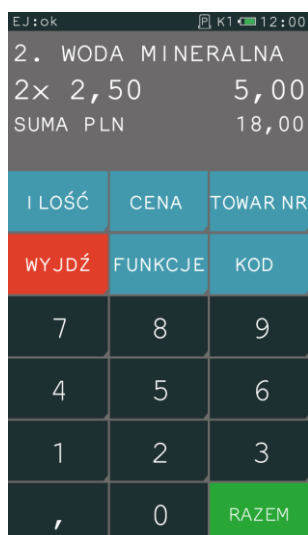 EJ:ok P K1 12:00
2. WODA MINERALNA
2x 2,50 5,00
SUMA PLN 18,00
ILOŚĆ CENA TOWAR NR
WYJDŹ FUNKCJE KOD
7 8 9
4 5 6
1 2 3
, 0 RAZEM